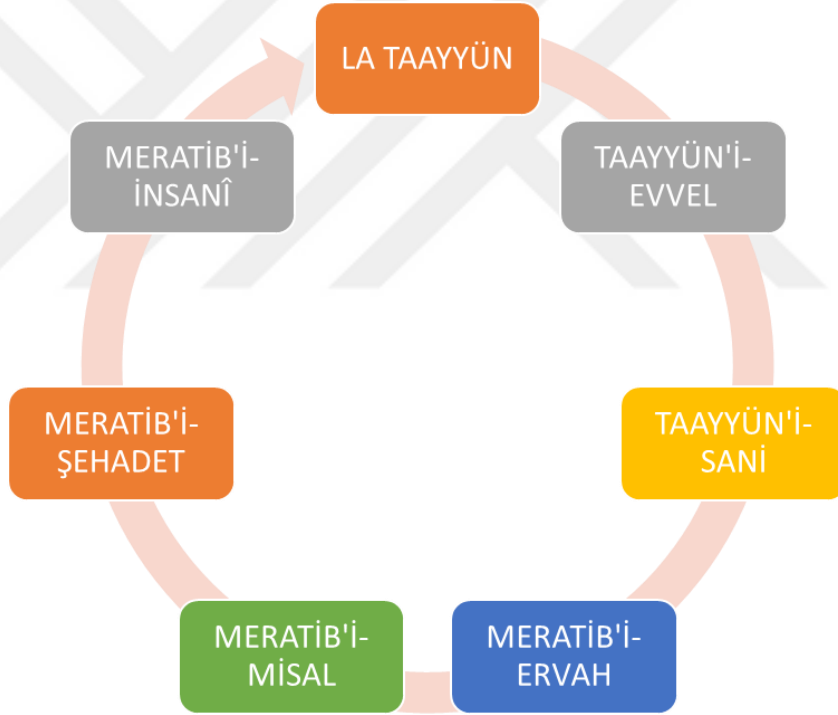 LA TAAYYÜN
TAAYYÜN'İ-
EVVEL
TAAYYÜN'İ-
SANİ
MERATİB'İ-
ERVAH
MERATİB'İ-
MİSAL
MERATİB'İ-
ŞEHADET
MERATİB'İ-
İNSANÎ